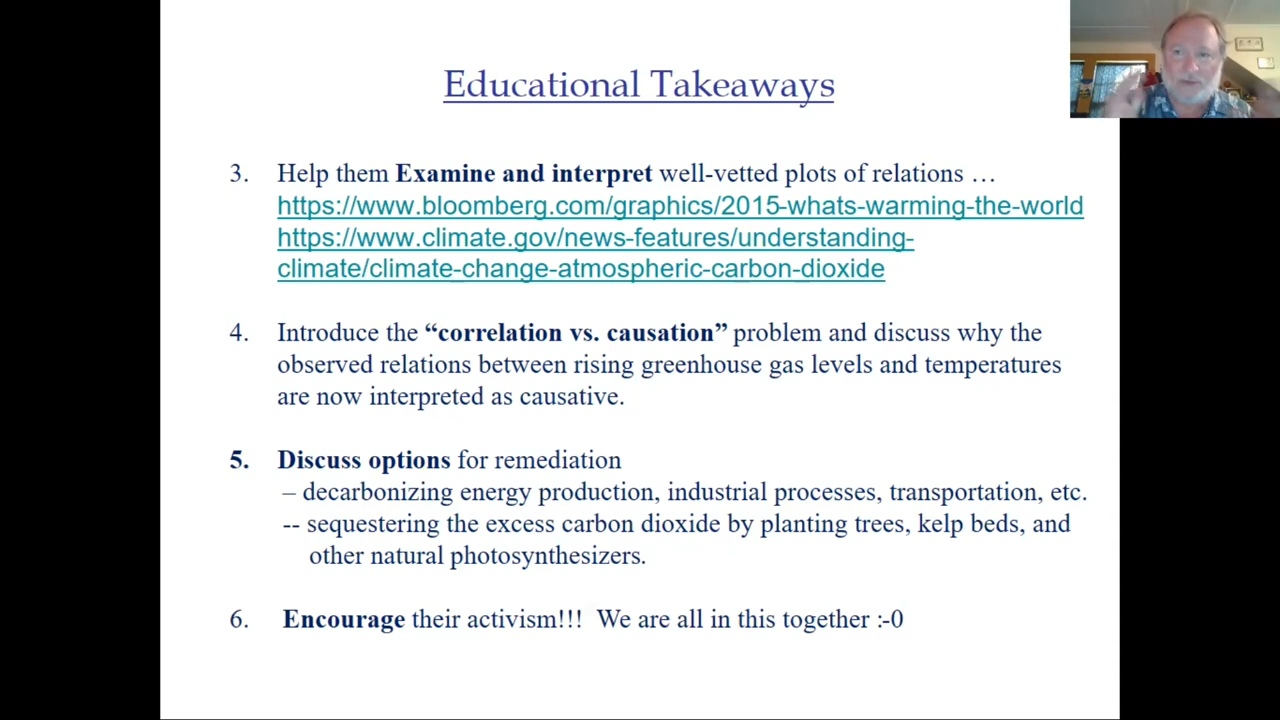 Educational Takeaways
3. Help them Examine and interpret well-vetted plots of relations …
https://www.bloomberg.com/graphics/2015-whats-warming-the-world
https://www.climate.gov/news-features/understanding-
climate/climate-change-atmospheric-carbon-dioxide
4. Introduce the “correlation vs. causation” problem and discuss why the
observed relations between rising greenhouse gas levels and temperatures
are now interpreted as causative.
5. Discuss options for remediation
– decarbonizing energy production, industrial processes, transportation, etc.
-- sequestering the excess carbon dioxide by planting trees, kelp beds, and
other natural photosynthesizers.
6. Encourage their activism!!! We are all in this together :-0